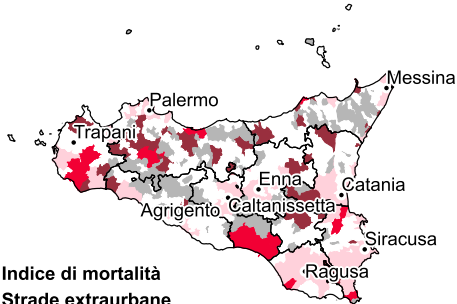 Messina
Palermo
Trapani
Enna
Catania
Agrigento
Caltanissetta
Siracusa
Ragusa
Indice di mortalità
Strade extraurbane